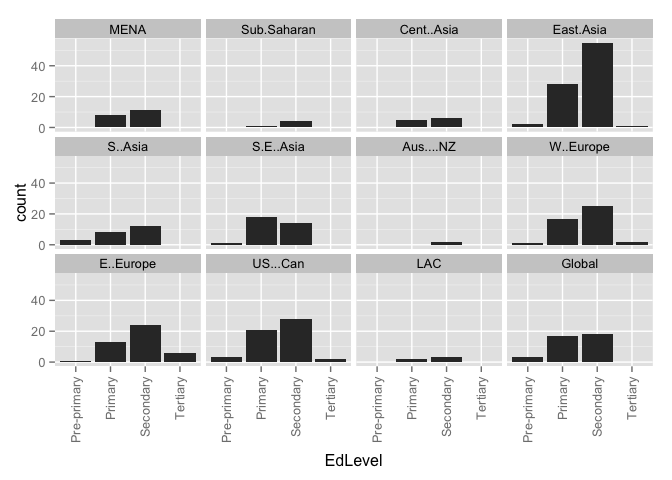 MENA Sub.Saharan Cent..Asia East.Asia
40
20
0
S..Asia S.E..Asia Aus....NZ W..Europe
40
20
0
count
E..Europe US...Can LAC Global
40
20
0
Pre-primary Primary Secondary Tertiary Pre-primary Primary Secondary Tertiary Pre-primary Primary Secondary Tertiary Pre-primary Primary Secondary Tertiary
EdLevel